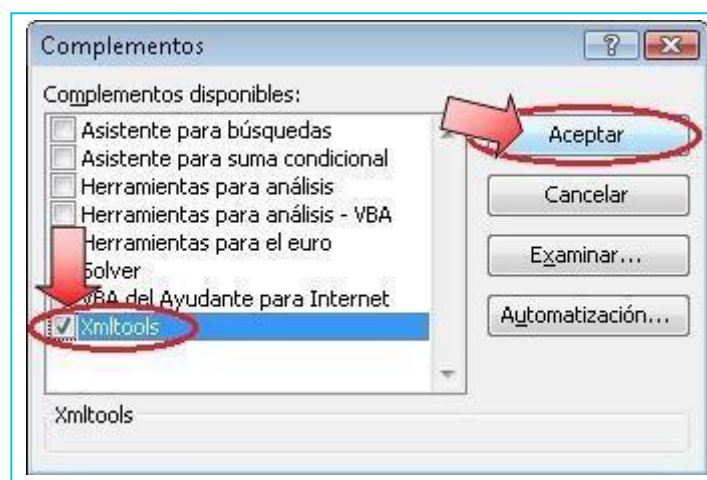 Complementos
Complementos disponibles:
Asistente para búsquedas
Asistente para suma condicional
Herramientas para análisis
Herramientas para análisis - VBA
Herramientas para el euro
Solver
VBA del Ayudante para Internet
Xmltools
Aceptar
Cancelar
Examinar...
Automatización...
Xmltools